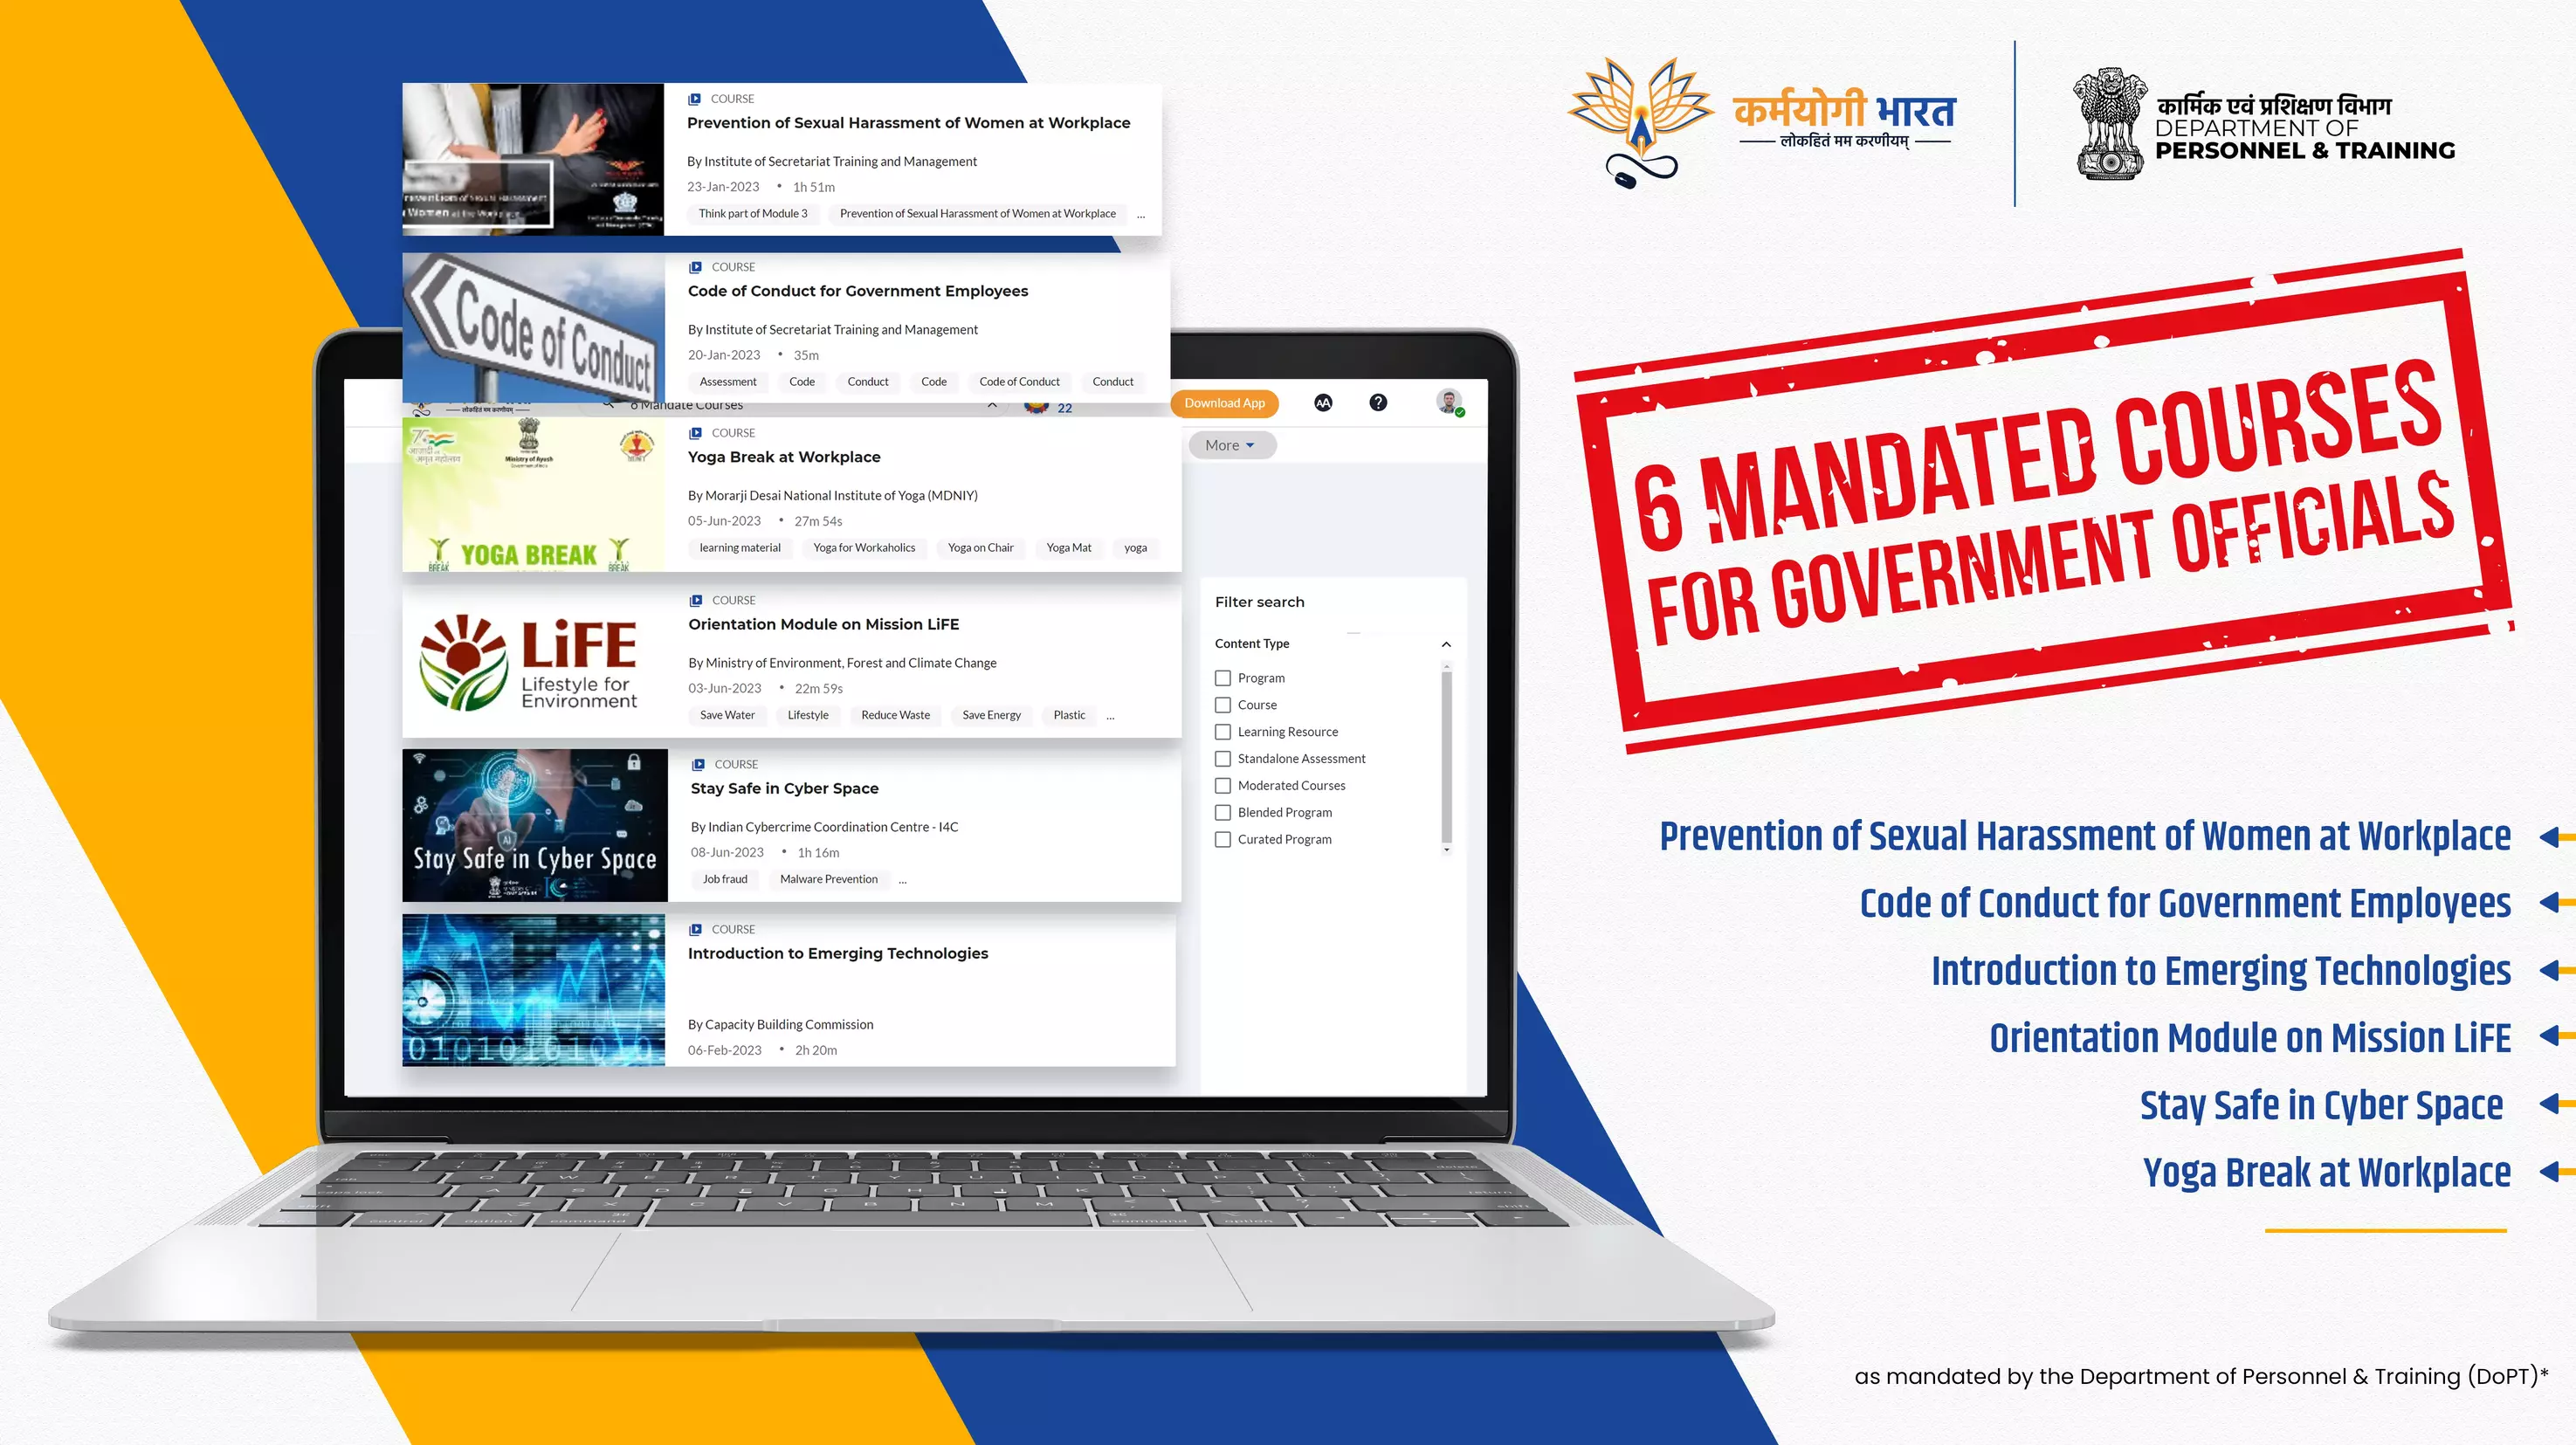 कर्मयोगी भारत
लोकहितं मम करणीयम्
कार्मिक एवं प्रशिक्षण विभाग
DEPARTMENT OF
PERSONNEL & TRAINING
COURSE
Prevention of Sexual Harassment of Women at Workplace
By Institute of Secretariat Training and Management
23-Jan-2023 • 1h 51m
Think part of Module 3 Prevention of Sexual Harassment of Women at Workplace ...
Code of Conduct
COURSE
Code of Conduct for Government Employees
By Institute of Secretariat Training and Management
20-Jan-2023 • 35m
Assessment Code Conduct Code Code of Conduct Conduct
6 Mandate Courses
22
Download App
AA
?
More
Ministry of Ayush
YOGA BREAK
COURSE
Yoga Break at Workplace
By Morarji Desai National Institute of Yoga (MDNIY)
05-Jun-2023 • 27m 54s
learning material Yoga for Workaholics Yoga on Chair Yoga Mat yoga
LiFE
Lifestyle for
Environment
COURSE
Orientation Module on Mission LiFE
By Ministry of Environment, Forest and Climate Change
03-Jun-2023 • 22m 59s
Save Water Lifestyle Reduce Waste Save Energy Plastic ...
AI
Stay Safe in Cyber Space
COURSE
Stay Safe in Cyber Space
By Indian Cybercrime Coordination Centre - I4C
08-Jun-2023 • 1h 16m
Job fraud Malware Prevention ...
COURSE
Introduction to Emerging Technologies
By Capacity Building Commission
06-Feb-2023 • 2h 20m
Filter search
Content Type
Program
Course
Learning Resource
Standalone Assessment
Moderated Courses
Blended Program
Curated Program
6 MANDATED COURSES
FOR GOVERNMENT OFFICIALS
Prevention of Sexual Harassment of Women at Workplace
Code of Conduct for Government Employees
Introduction to Emerging Technologies
Orientation Module on Mission LiFE
Stay Safe in Cyber Space
Yoga Break at Workplace
as mandated by the Department of Personnel & Training (DoPT)*